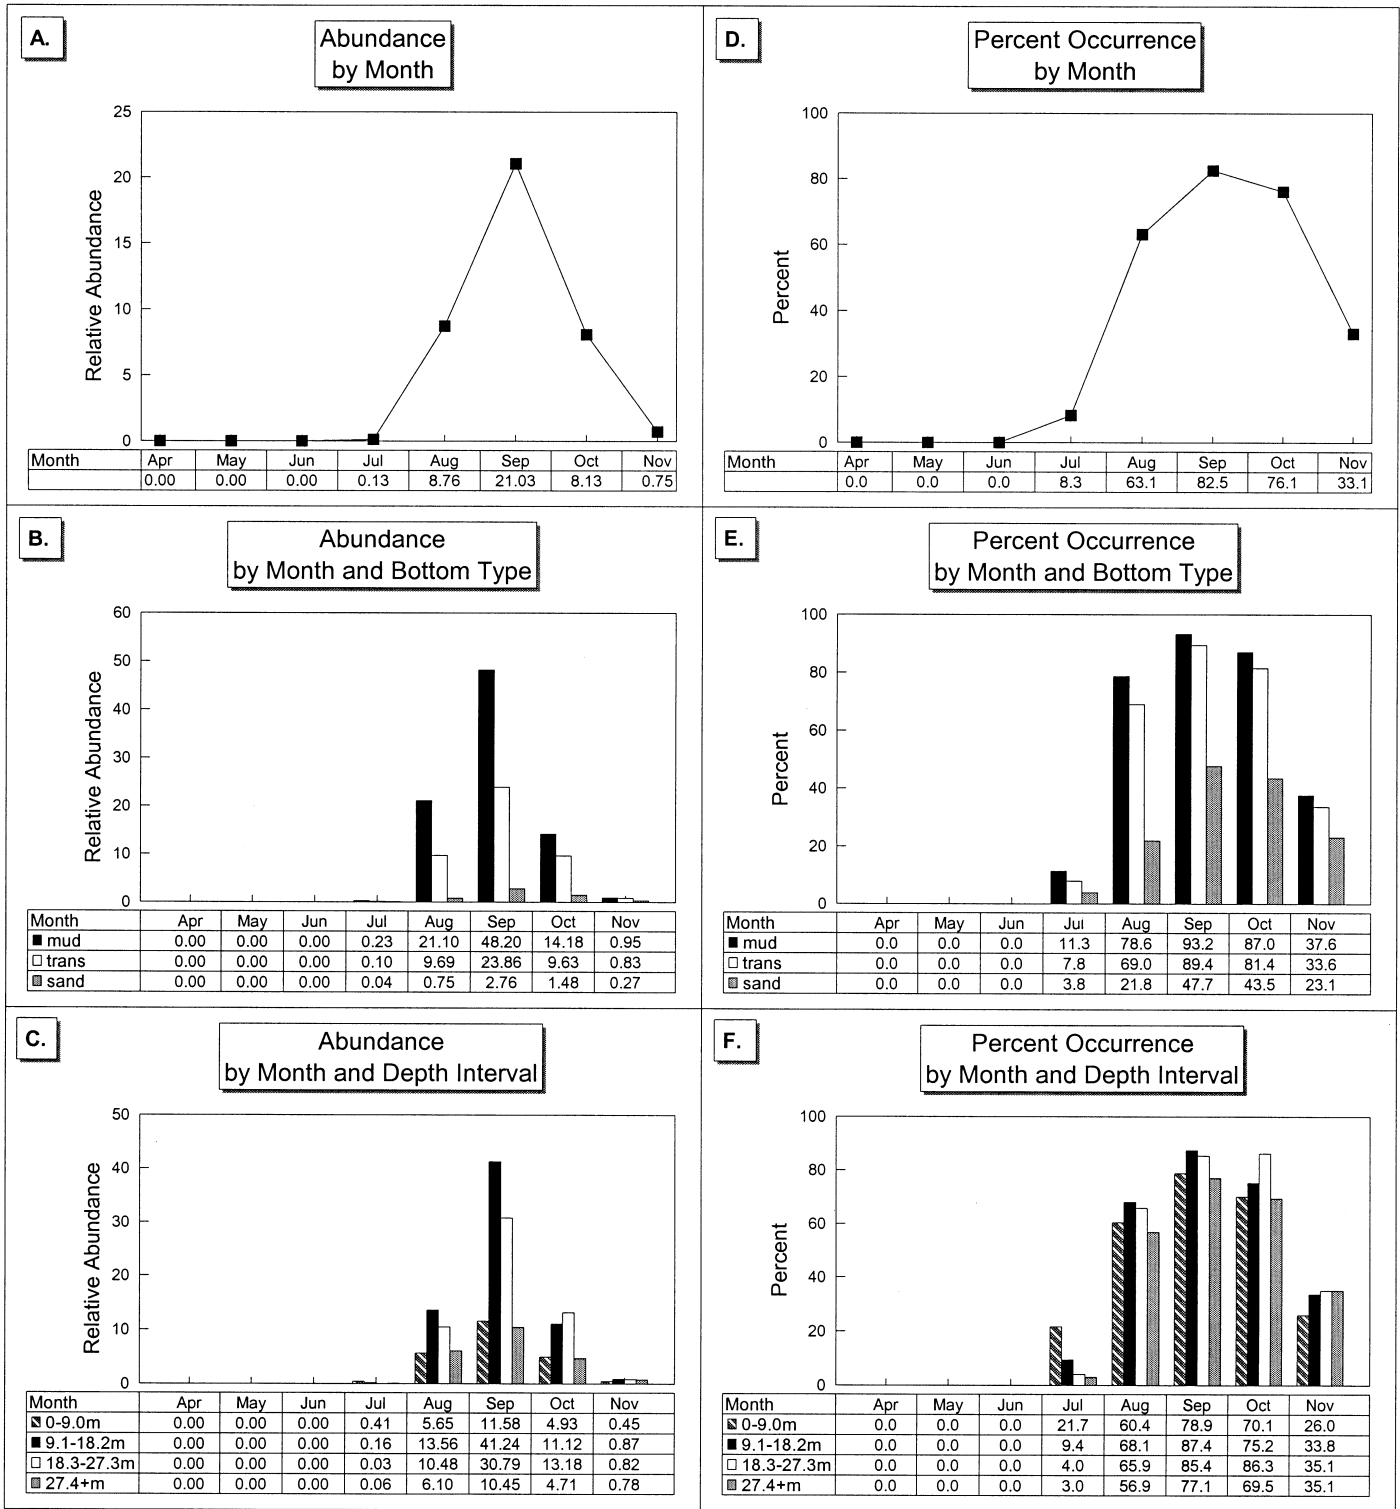 A.
Abundance
by Month
Relative Abundance
25
20
15
10
5
0
Month Apr May Jun Jul Aug Sep Oct Nov
0.00 0.00 0.00 0.13 8.76 21.03 8.13 0.75
D.
Percent Occurrence
by Month
Percent
100
80
60
40
20
0
Month Apr May Jun Jul Aug Sep Oct Nov
0.0 0.0 0.0 8.3 63.1 82.5 76.1 33.1
B.
Abundance
by Month and Bottom Type
Relative Abundance
60
50
40
30
20
10
0
Month Apr May Jun Jul Aug Sep Oct Nov
mud 0.00 0.00 0.00 0.23 21.10 48.20 14.18 0.95
trans 0.00 0.00 0.00 0.10 9.69 23.86 9.63 0.83
sand 0.00 0.00 0.00 0.04 0.75 2.76 1.48 0.27
E.
Percent Occurrence
by Month and Bottom Type
Percent
100
80
60
40
20
0
Month Apr May Jun Jul Aug Sep Oct Nov
mud 0.0 0.0 0.0 11.3 78.6 93.2 87.0 37.6
trans 0.0 0.0 0.0 7.8 69.0 89.4 81.4 33.6
sand 0.0 0.0 0.0 3.8 21.8 47.7 43.5 23.1
C.
Abundance
by Month and Depth Interval
Relative Abundance
50
40
30
20
10
0
Month Apr May Jun Jul Aug Sep Oct Nov
0-9.0m 0.00 0.00 0.00 0.41 5.65 11.58 4.93 0.45
9.1-18.2m 0.00 0.00 0.00 0.16 13.56 41.24 11.12 0.87
18.3-27.3m 0.00 0.00 0.00 0.03 10.48 30.79 13.18 0.82
27.4+m 0.00 0.00 0.00 0.06 6.10 10.45 4.71 0.78
F.
Percent Occurrence
by Month and Depth Interval
Percent
100
80
60
40
20
0
Month Apr May Jun Jul Aug Sep Oct Nov
0-9.0m 0.0 0.0 0.0 21.7 60.4 78.9 70.1 26.0
9.1-18.2m 0.0 0.0 0.0 9.4 68.1 87.4 75.2 33.8
18.3-27.3m 0.0 0.0 0.0 4.0 65.9 85.4 86.3 35.1
27.4+m 0.0 0.0 0.0 3.0 56.9 77.1 69.5 35.1